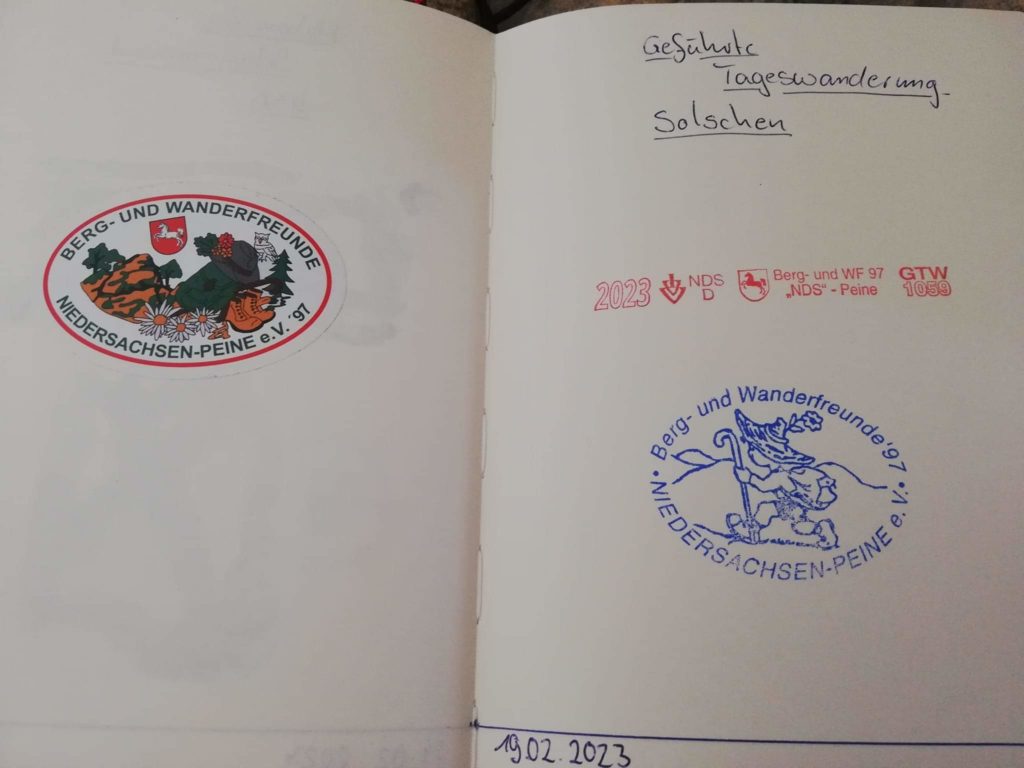 BERG- UND WANDERFREUNDE
NIEDERSACHSEN-PEINE e.V. '97
Geführte
Tageswanderung
Solschen
2023 IVV NDS D Berg- und WF 97 „NDS“ - Peine GTW 1059
Berg- und Wanderfreunde '97
NIEDERSACHSEN-PEINE e.V.
19.02.2023